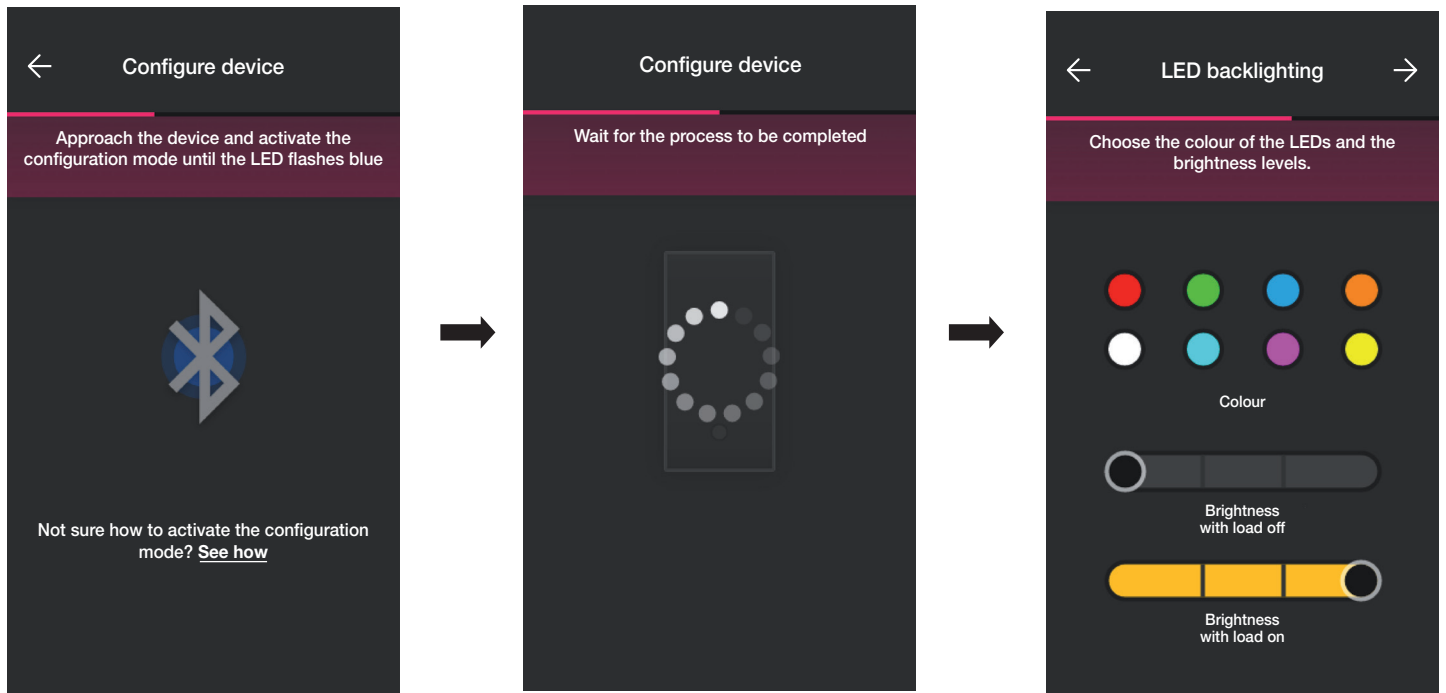 Configure device
Approach the device and activate the
configuration mode until the LED flashes blue
Not sure how to activate the configuration
mode? See how
Configure device
Wait for the process to be completed
LED backlighting
Choose the colour of the LEDs and the
brightness levels.
Colour
Brightness
with load off
Brightness
with load on